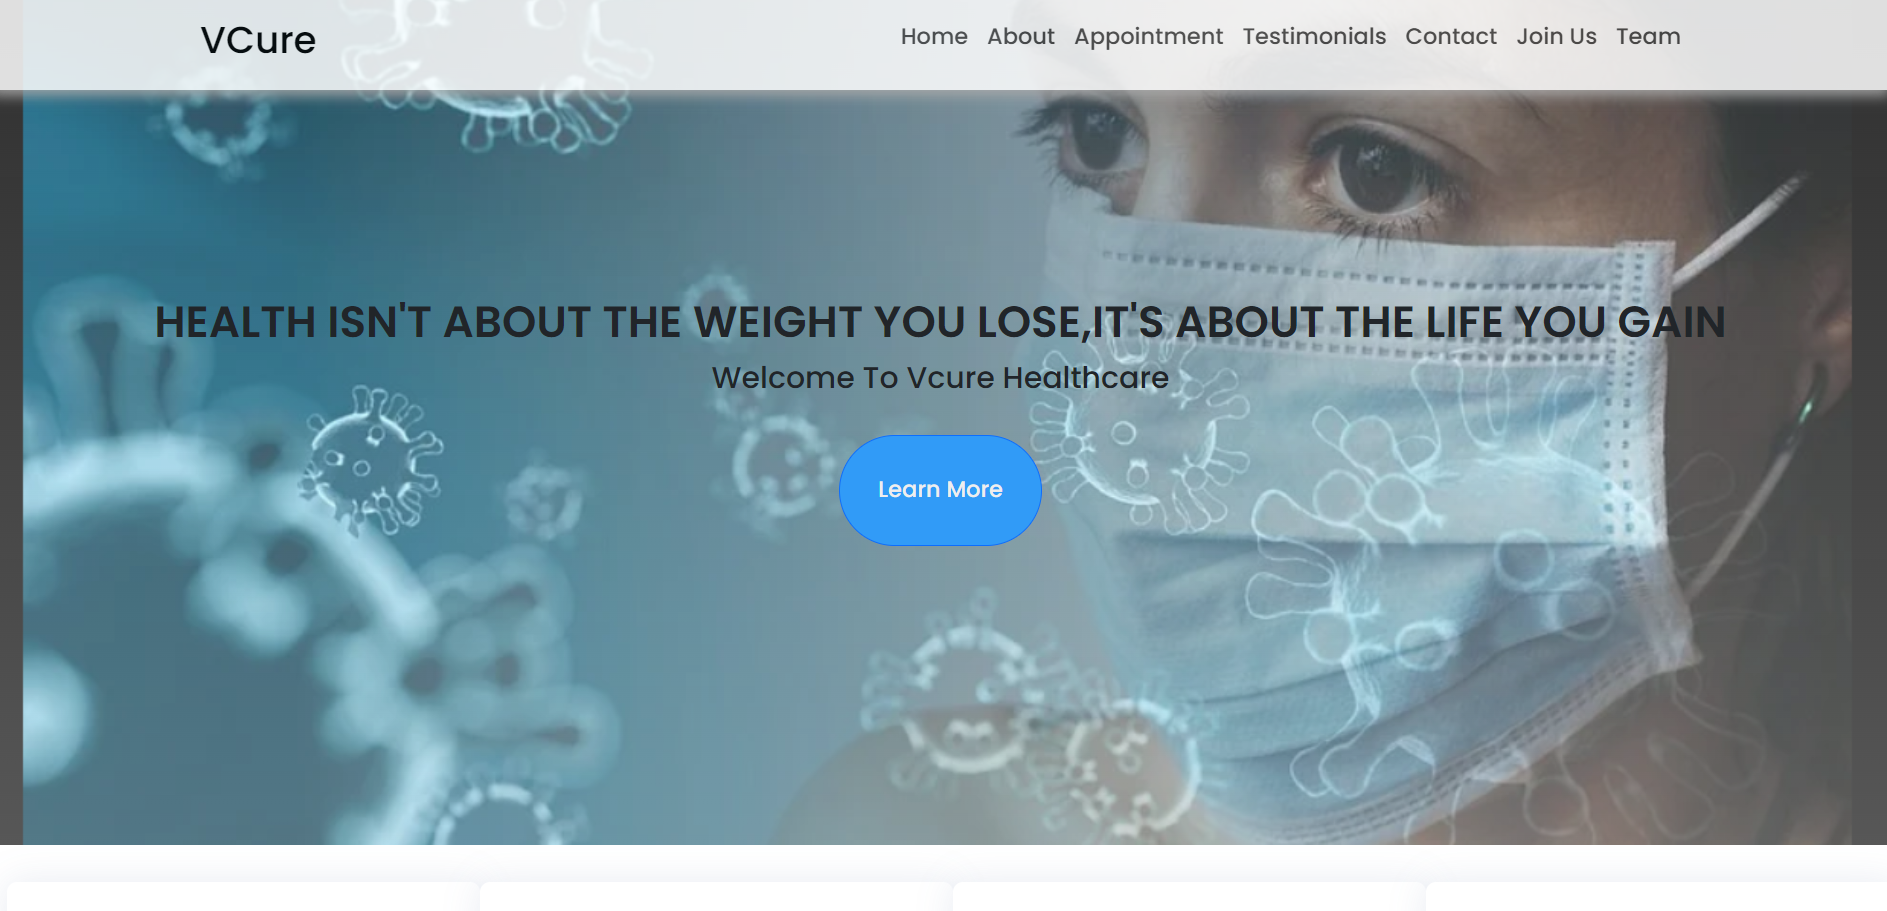 VCure
Home About Appointment Testimonials Contact Join Us Team
HEALTH ISN'T ABOUT THE WEIGHT YOU LOSE,IT'S ABOUT THE LIFE YOU GAIN
Welcome To Vcure Healthcare
Learn More